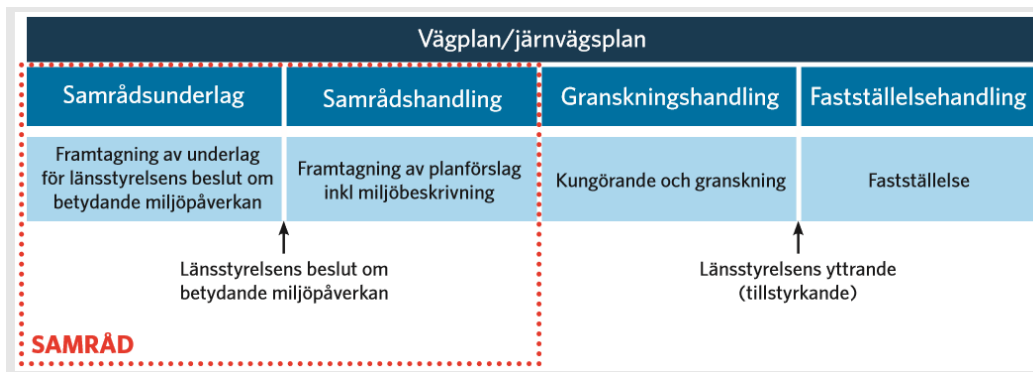 Vägplan/järnvägsplan
Samrådsunderlag
Samrådshandling
Granskningshandling
Fastställelsehandling
Framtagning av underlag
för länsstyrelsens beslut om
betydande miljöpåverkan
Framtagning av planförslag
inkl miljöbeskrivning
Kungörande och granskning
Fastställelse
Länsstyrelsens beslut om
betydande miljöpåverkan
Länsstyrelsens yttrande
(tillstyrkande)
SAMRÅD